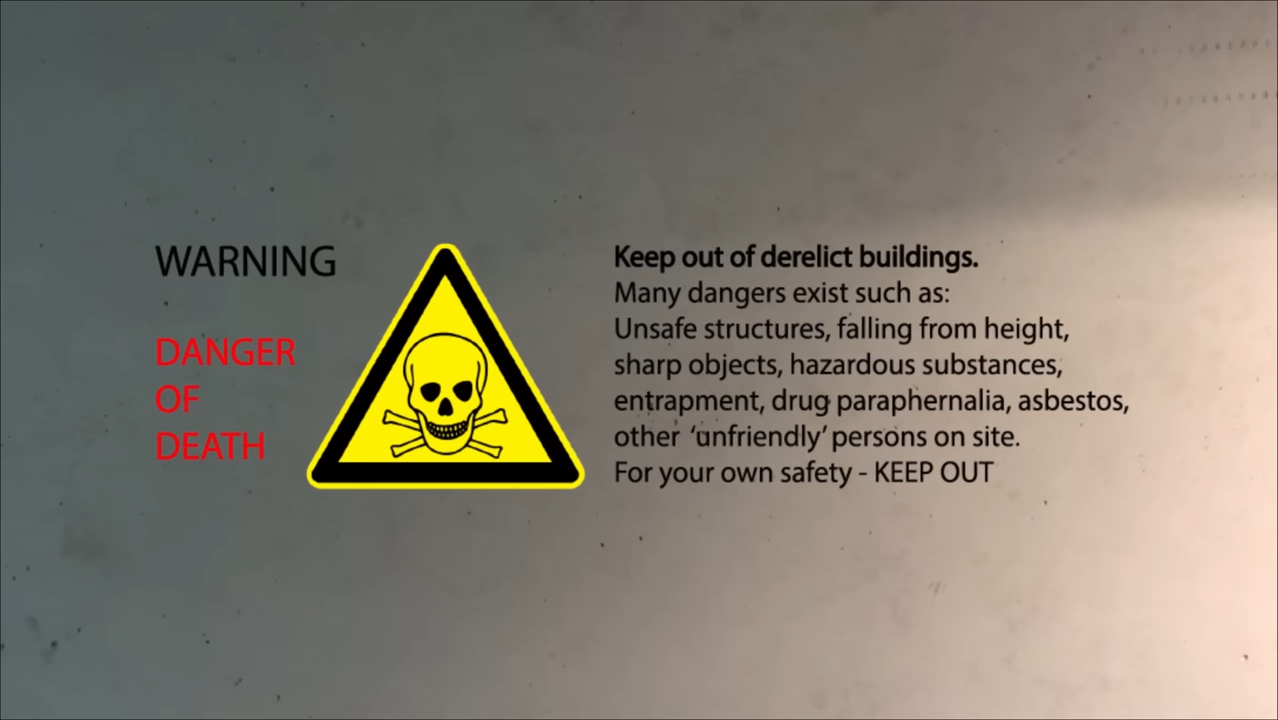 WARNING
DANGER
OF
DEATH
Keep out of derelict buildings.
Many dangers exist such as:
Unsafe structures, falling from height,
sharp objects, hazardous substances,
entrapment, drug paraphernalia, asbestos,
other ‘unfriendly’ persons on site.
For your own safety - KEEP OUT